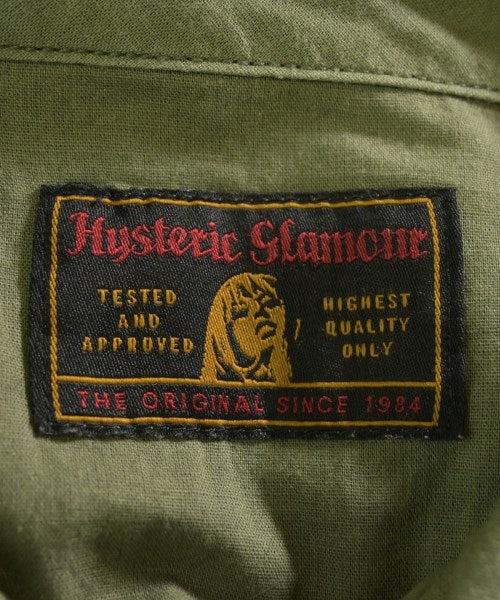 Hysteric Glamour
TESTED
AND
APPROVED
HIGHEST
QUALITY
ONLY
THE ORIGINAL SINCE 1984